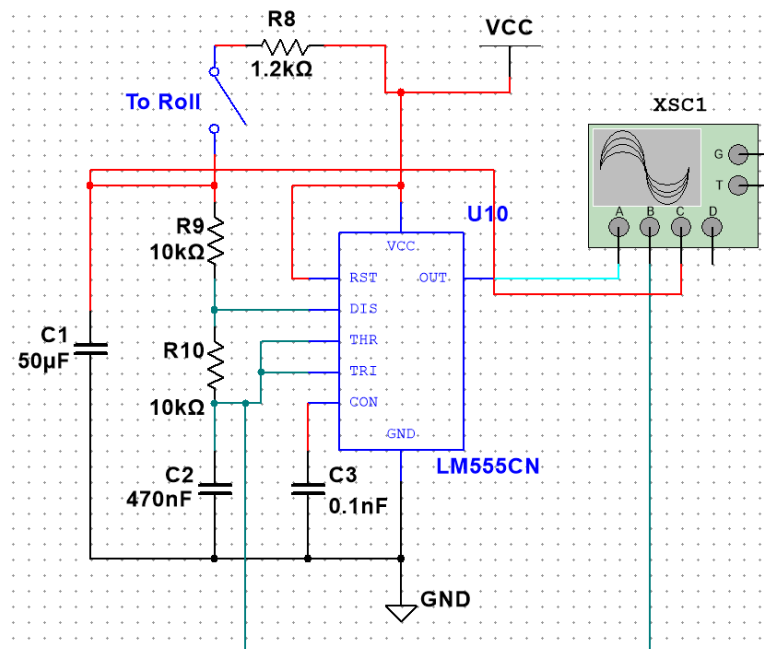 R8
VCC
1.2kΩ
To Roll
XSC1
G
T
A B C D
U10
R9
10kΩ
VCC
RST
OUT
DIS
C1
50µF
R10
10kΩ
THR
TRI
CON
GND
LM555CN
C2
470nF
C3
0.1nF
GND